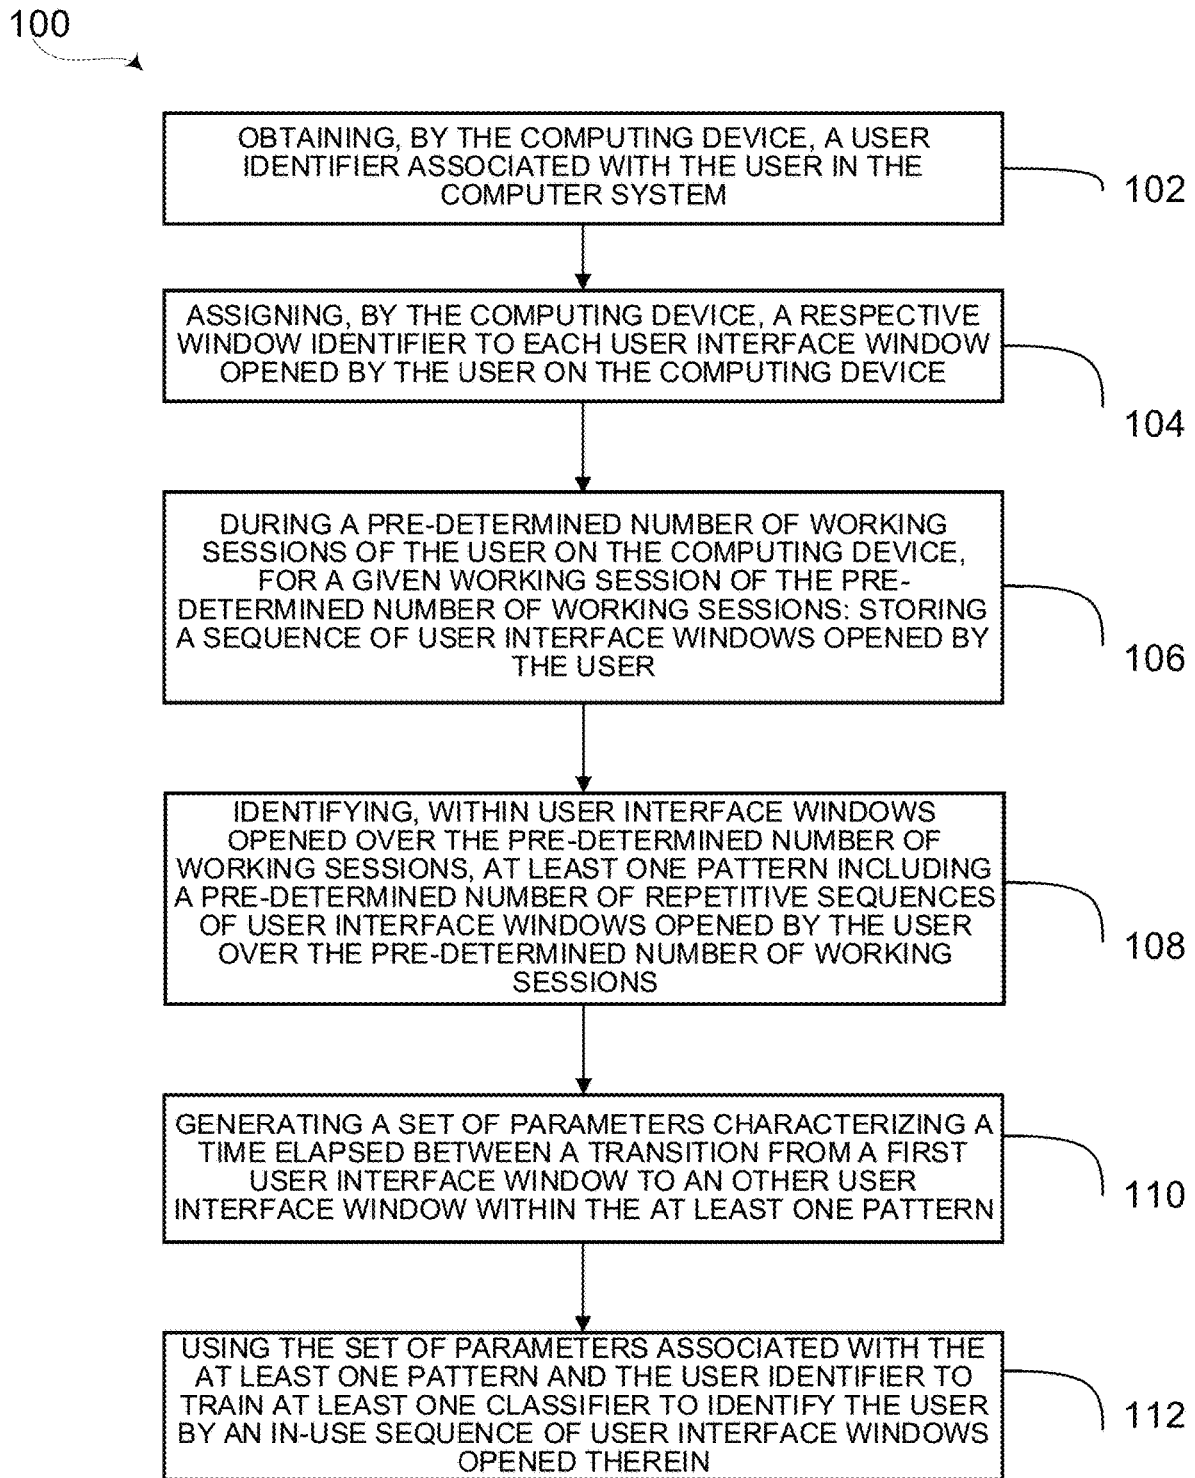 100
OBTAINING, BY THE COMPUTING DEVICE, A USER
IDENTIFIER ASSOCIATED WITH THE USER IN THE
COMPUTER SYSTEM
102
ASSIGNING, BY THE COMPUTING DEVICE, A RESPECTIVE
WINDOW IDENTIFIER TO EACH USER INTERFACE WINDOW
OPENED BY THE USER ON THE COMPUTING DEVICE
104
DURING A PRE-DETERMINED NUMBER OF WORKING
SESSIONS OF THE USER ON THE COMPUTING DEVICE,
FOR A GIVEN WORKING SESSION OF THE PRE-
DETERMINED NUMBER OF WORKING SESSIONS: STORING
A SEQUENCE OF USER INTERFACE WINDOWS OPENED BY
THE USER
106
IDENTIFYING, WITHIN USER INTERFACE WINDOWS
OPENED OVER THE PRE-DETERMINED NUMBER OF
WORKING SESSIONS, AT LEAST ONE PATTERN INCLUDING
A PRE-DETERMINED NUMBER OF REPETITIVE SEQUENCES
OF USER INTERFACE WINDOWS OPENED BY THE USER
OVER THE PRE-DETERMINED NUMBER OF WORKING
SESSIONS
108
GENERATING A SET OF PARAMETERS CHARACTERIZING A
TIME ELAPSED BETWEEN A TRANSITION FROM A FIRST
USER INTERFACE WINDOW TO AN OTHER USER
INTERFACE WINDOW WITHIN THE AT LEAST ONE PATTERN
110
USING THE SET OF PARAMETERS ASSOCIATED WITH THE
AT LEAST ONE PATTERN AND THE USER IDENTIFIER TO
TRAIN AT LEAST ONE CLASSIFIER TO IDENTIFY THE USER
BY AN IN-USE SEQUENCE OF USER INTERFACE WINDOWS
OPENED THEREIN
112